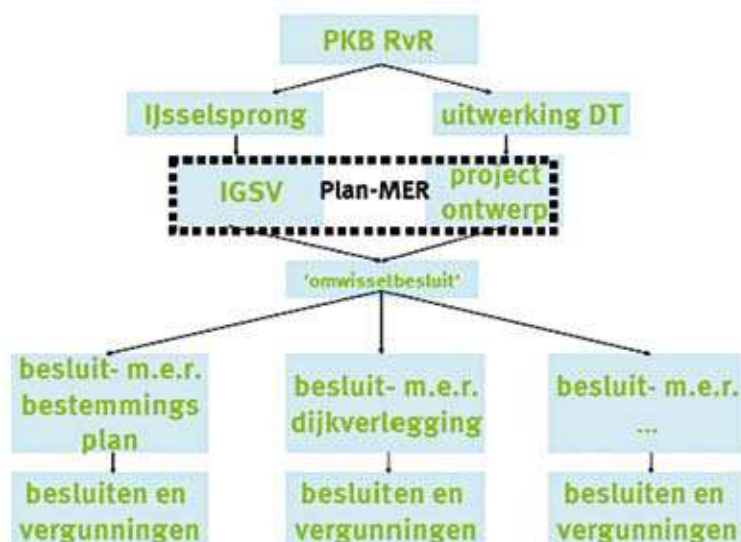 PKB RvR
IJsselsprong
uitwerking DT
IGSV
Plan-MER
project
ontwerp
'omwisselbesluit'
besluit- m.e.r.
bestemmings
plan
besluit- m.e.r.
dijkverlegging
besluit- m.e.r.
...
besluiten en
vergunningen
besluiten en
vergunningen
besluiten en
vergunningen